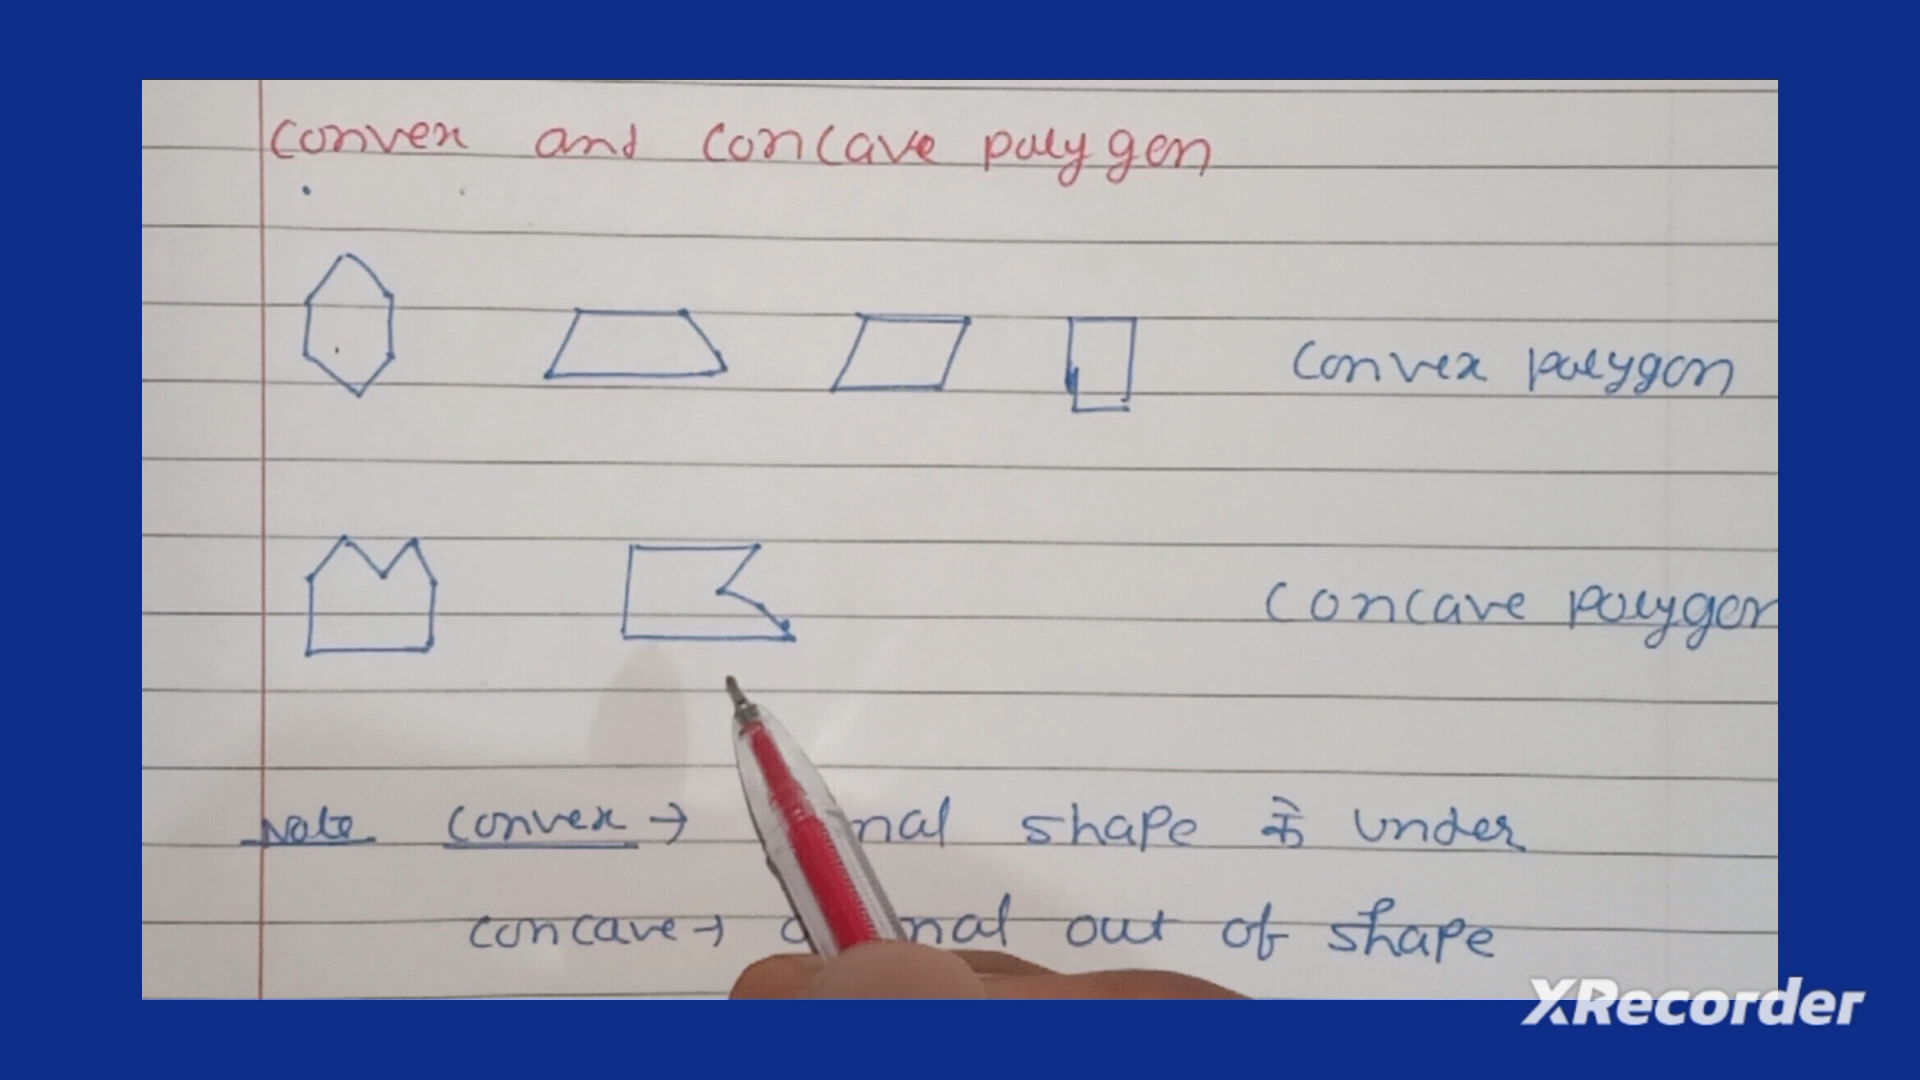 Convex and Concave polygon
Convex polygon
Concave polygon
Note Convex → nal shape के under
concave → nal out of shape
XRecorder